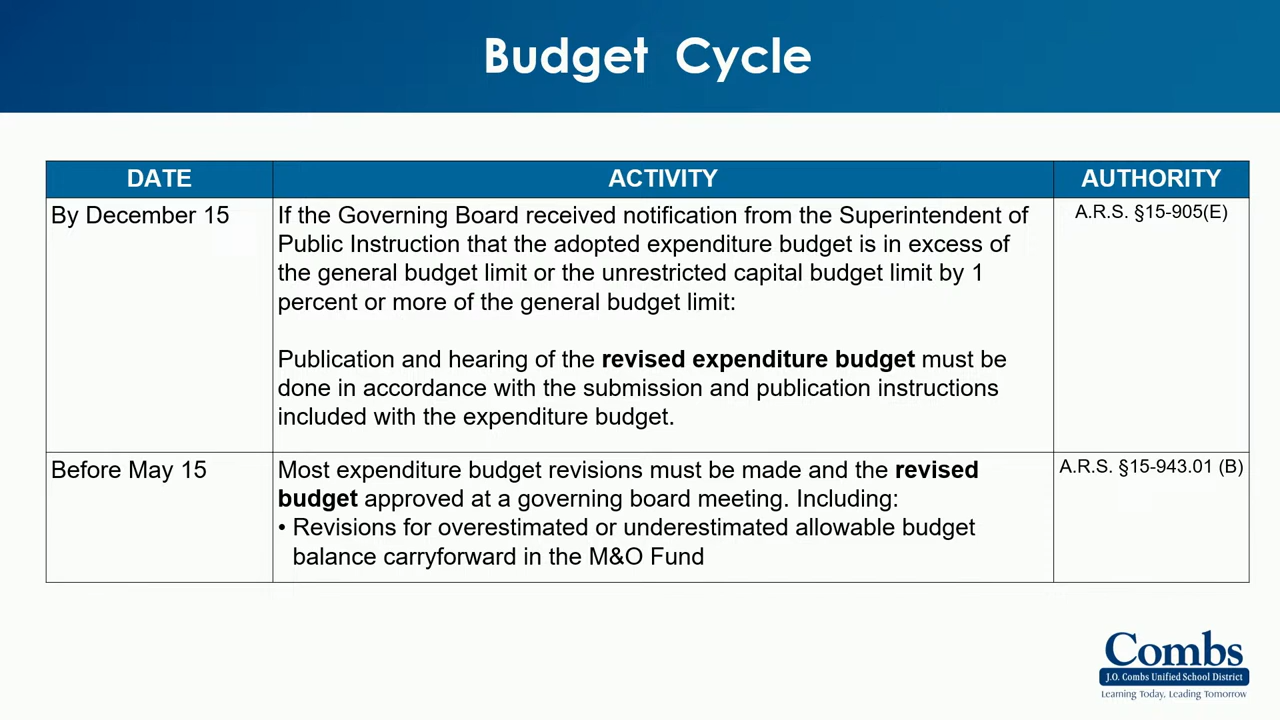 Budget Cycle
DATE
ACTIVITY
AUTHORITY
By December 15
If the Governing Board received notification from the Superintendent of
Public Instruction that the adopted expenditure budget is in excess of
the general budget limit or the unrestricted capital budget limit by 1
percent or more of the general budget limit:
Publication and hearing of the revised expenditure budget must be
done in accordance with the submission and publication instructions
included with the expenditure budget.
A.R.S. §15-905(E)
Before May 15
Most expenditure budget revisions must be made and the revised
budget approved at a governing board meeting. Including:
• Revisions for overestimated or underestimated allowable budget
balance carryforward in the M&O Fund
A.R.S. §15-943.01 (B)
Combs
J.O. Combs Unified School District
Learning Today, Leading Tomorrow